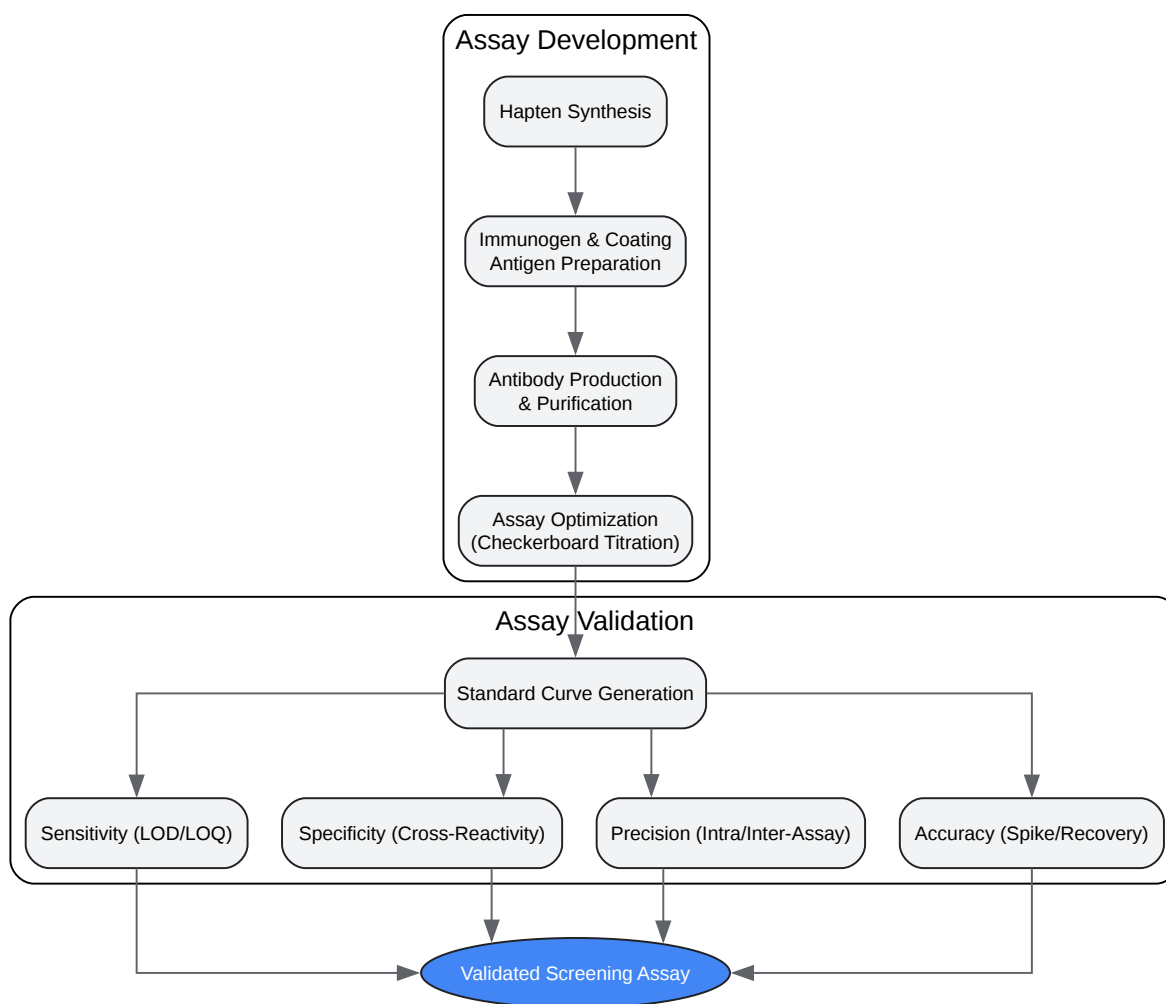 Assay Development
Hapten Synthesis
Immunogen & Coating
Antigen Preparation
Antibody Production
& Purification
Assay Optimization
(Checkerboard Titration)
Assay Validation
Standard Curve Generation
Sensitivity (LOD/LOQ)
Specificity (Cross-Reactivity)
Precision (Intra/Inter-Assay)
Accuracy (Spike/Recovery)
Validated Screening Assay